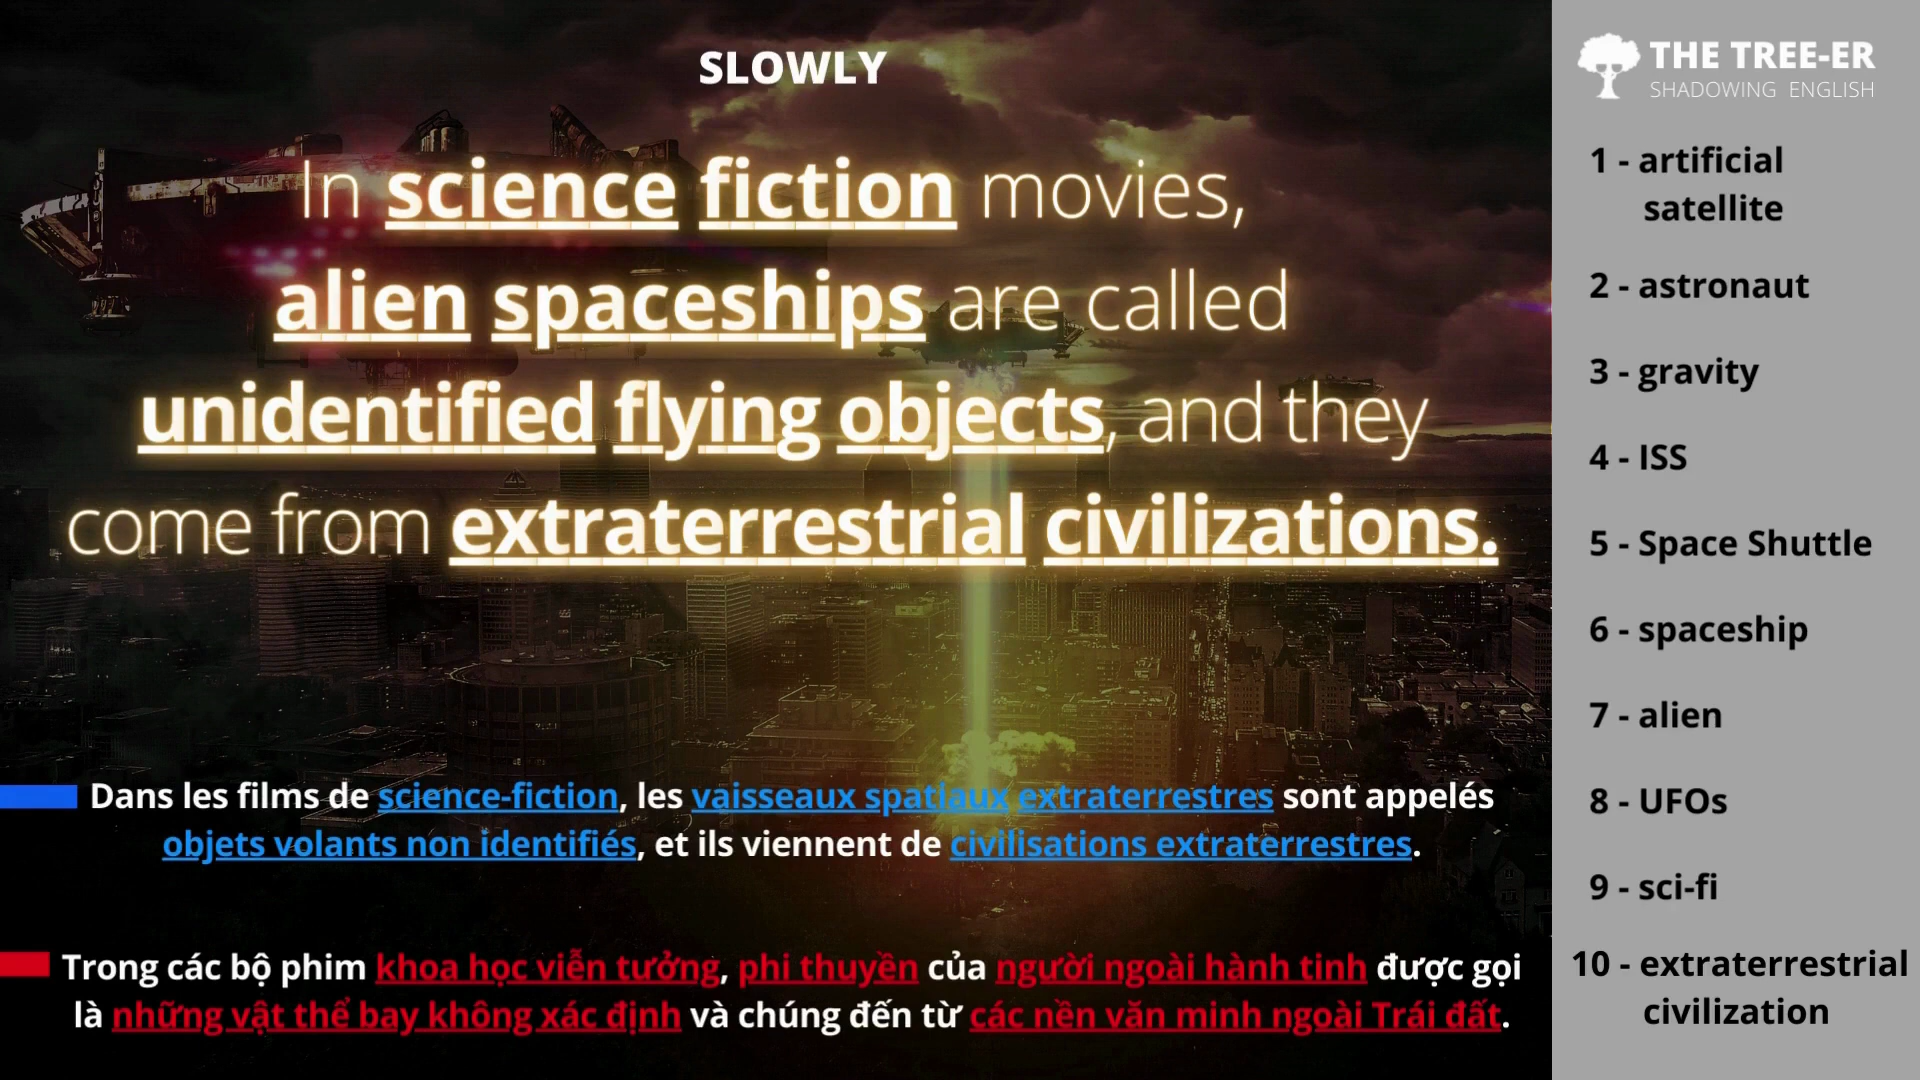 SLOWLY
In science fiction movies,
alien spaceships are called
unidentified flying objects, and they
come from extraterrestrial civilizations.
Dans les films de science-fiction, les vaisseaux spatiaux extraterrestres sont appelés
objets volants non identifiés, et ils viennent de civilisations extraterrestres.
Trong các bộ phim khoa học viễn tưởng, phi thuyền của người ngoài hành tinh được gọi
là những vật thể bay không xác định và chúng đến từ các nền văn minh ngoài Trái đất.
THE TREE-ER
SHADOWING ENGLISH
1 - artificial
satellite
2 - astronaut
3 - gravity
4 - ISS
5 - Space Shuttle
6 - spaceship
7 - alien
8 - UFOs
9 - sci-fi
10 - extraterrestrial
civilization